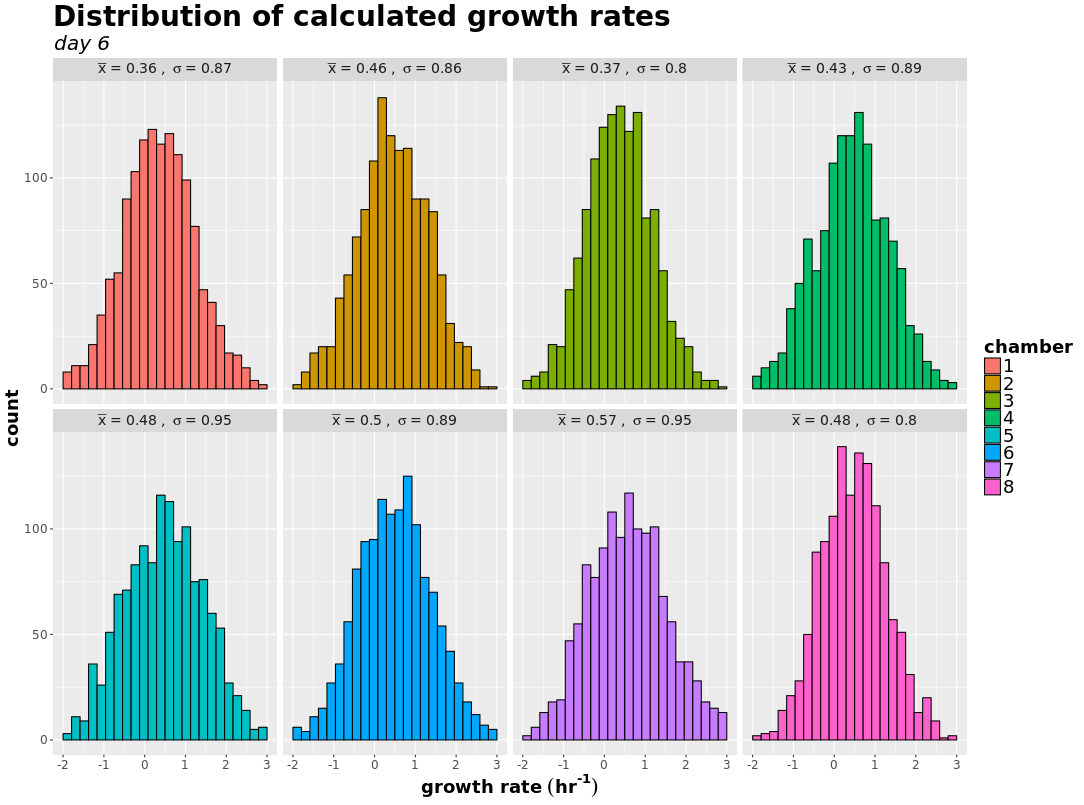 Distribution of calculated growth rates
day 6
x̅ = 0.36 , σ = 0.87
x̅ = 0.46 , σ = 0.86
x̅ = 0.37 , σ = 0.8
x̅ = 0.43 , σ = 0.89
100
50
0
x̅ = 0.48 , σ = 0.95
x̅ = 0.5 , σ = 0.89
x̅ = 0.57 , σ = 0.95
x̅ = 0.48 , σ = 0.8
100
50
0
-2 -1 0 1 2 3
-2 -1 0 1 2 3
-2 -1 0 1 2 3
-2 -1 0 1 2 3
count
growth rate (hr⁻¹)
chamber
1
2
3
4
5
6
7
8